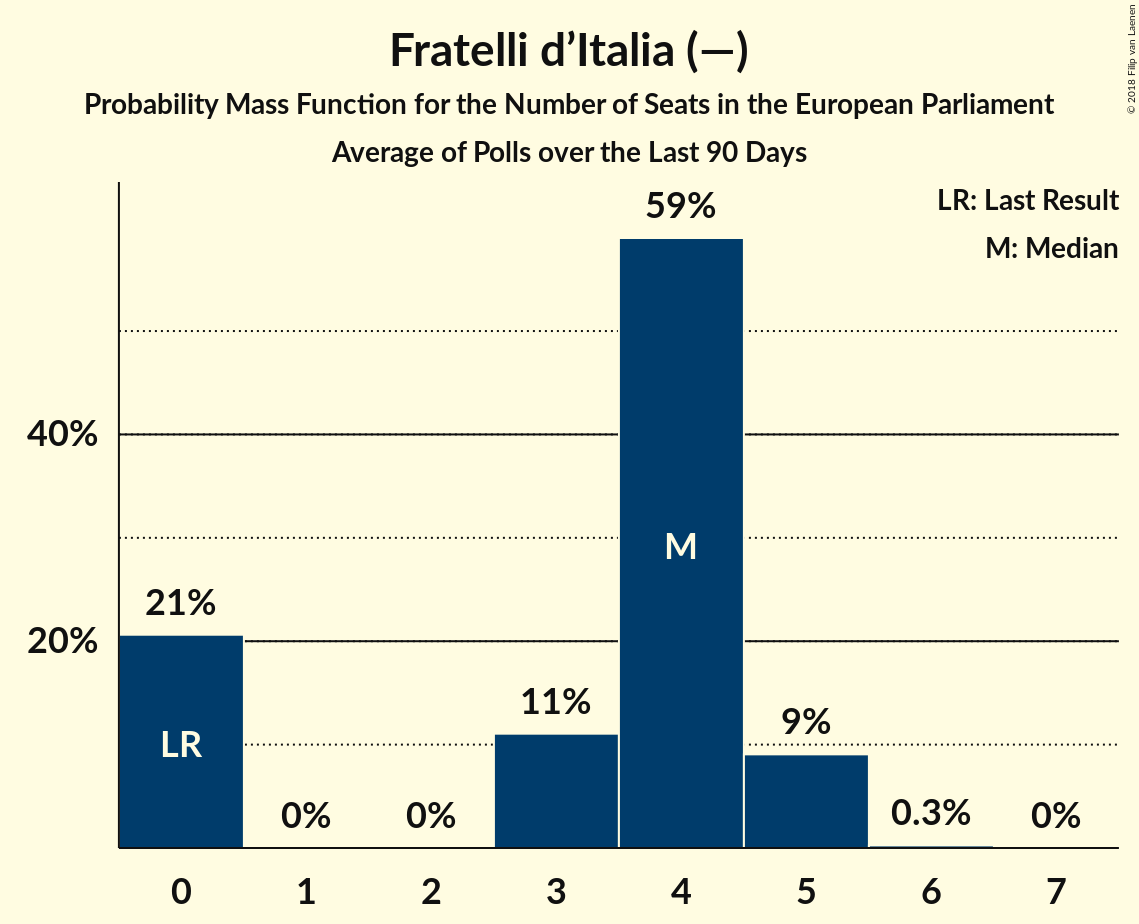 Fratelli d’Italia (—)
Probability Mass Function for the Number of Seats in the European Parliament
Average of Polls over the Last 90 Days
© 2018 Filip van Laenen
LR: Last Result
M: Median
59%
40%
M
21%
20%
11%
9%
LR
0%
0%
0.3%
0%
0 1 2 3 4 5 6 7